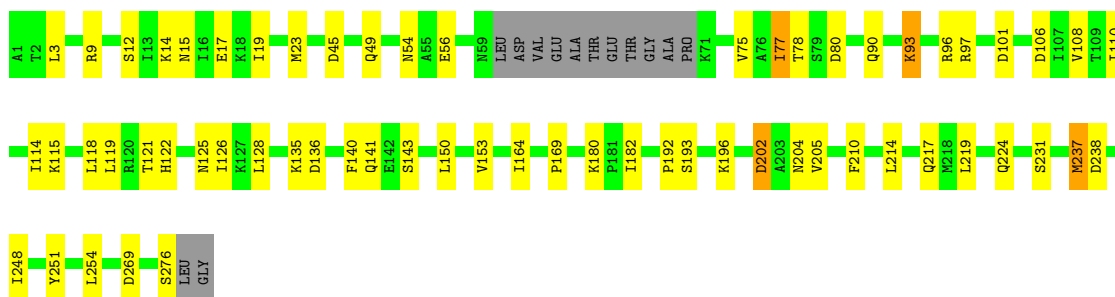 A1 T2 L3 R9 S12 I13 K14 N15 I16 E17 K18 I19 M23 D45 Q49 N54 A55 E56 N59 LEU ASP VAL GLU ALA THR GLU THR GLY ALA PRO K71 V75 A76 I77 T78 S79 D80 Q90 K93 R96 R97 D101 D106 I107 V108 T109
I114 K115 L118 L119 R120 T121 H122 N125 I126 K127 L128 K135 D136 F140 Q141 E142 S143 L150 V153 I164 P169 K180 P181 I182 P192 S193 K196 D202 A203 N204 V205 F210 L214 Q217 M218 L219 Q224 S231 M237 D238
I248 Y251 L254 D269 S276 LEU GLY